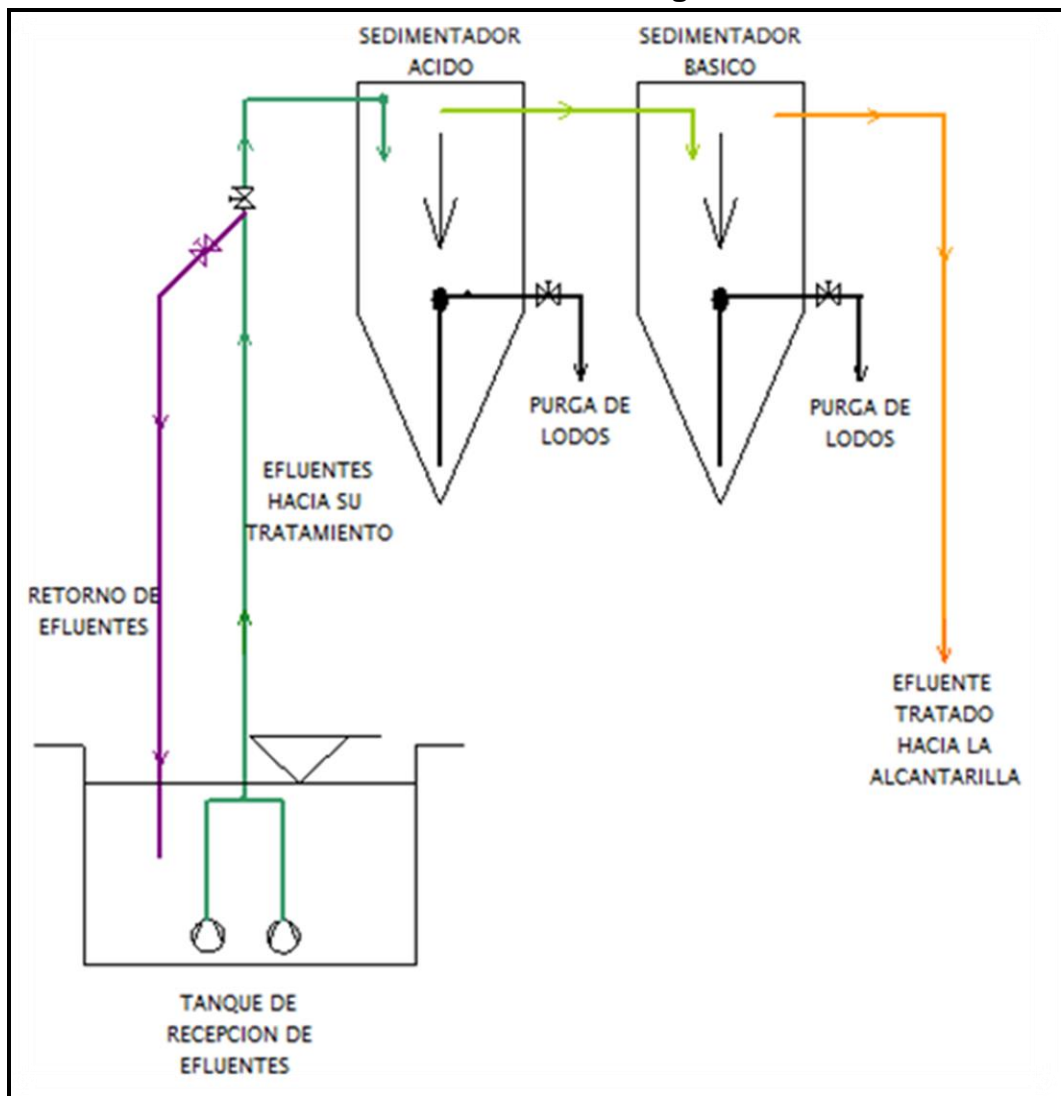 SEDIMENTADOR
ACIDO
SEDIMENTADOR
BASICO
PURGA DE
LODOS
PURGA DE
LODOS
EFLUENTES
HACIA SU
TRATAMIENTO
RETORNO DE
EFLUENTES
EFLUENTE
TRATADO
HACIA LA
ALCANTARILLA
TANQUE DE
RECEPCION DE
EFLUENTES